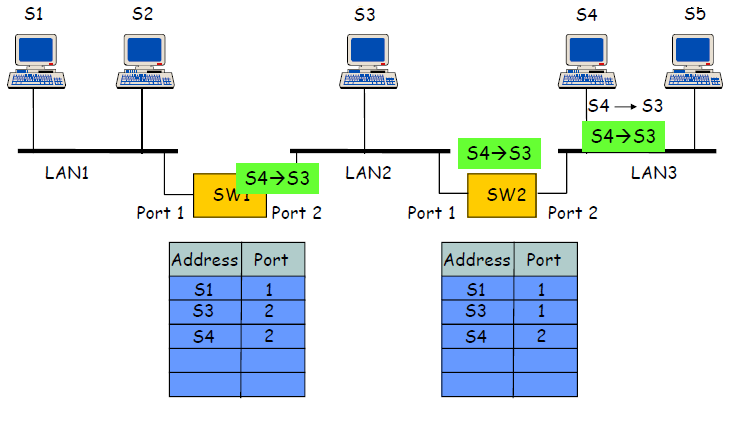 S1 S2 S3 S4 S5
S4 → S3
S4→S3
S4→S3
S4→S3
LAN1 LAN2 LAN3
SW1 SW2
Port 1 Port 2 Port 1 Port 2
Address Port
S1 1
S3 2
S4 2
Address Port
S1 1
S3 1
S4 2